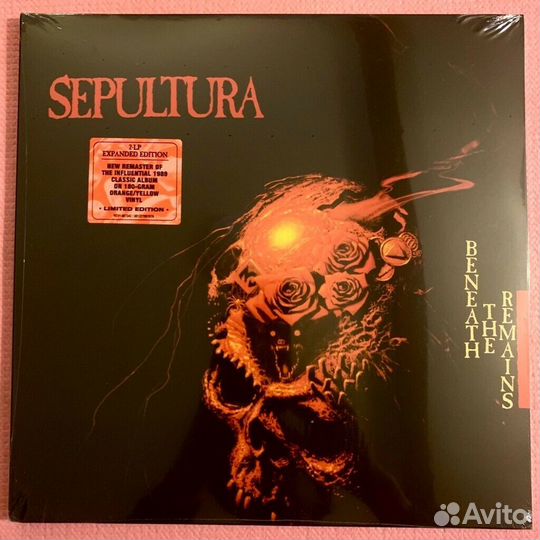 SEPULTURA
2-LP
EXPANDED EDITION
NEW REMASTER OF
THE INFLUENTIAL 1989
CLASSIC ALBUM
ON 180-GRAM
ORANGE/YELLOW
VINYL
• LIMITED EDITION •
BENEATH
THE
REMAINS
Avito